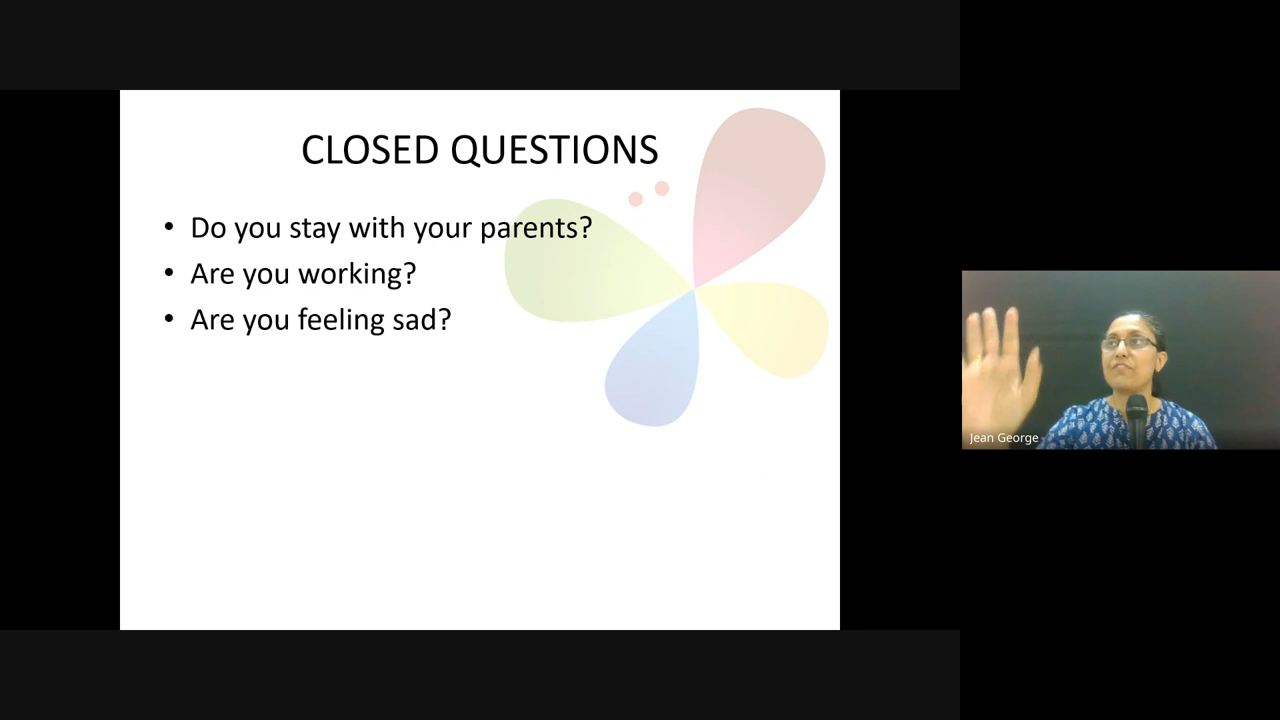 CLOSED QUESTIONS
• Do you stay with your parents?
• Are you working?
• Are you feeling sad?
Jean George